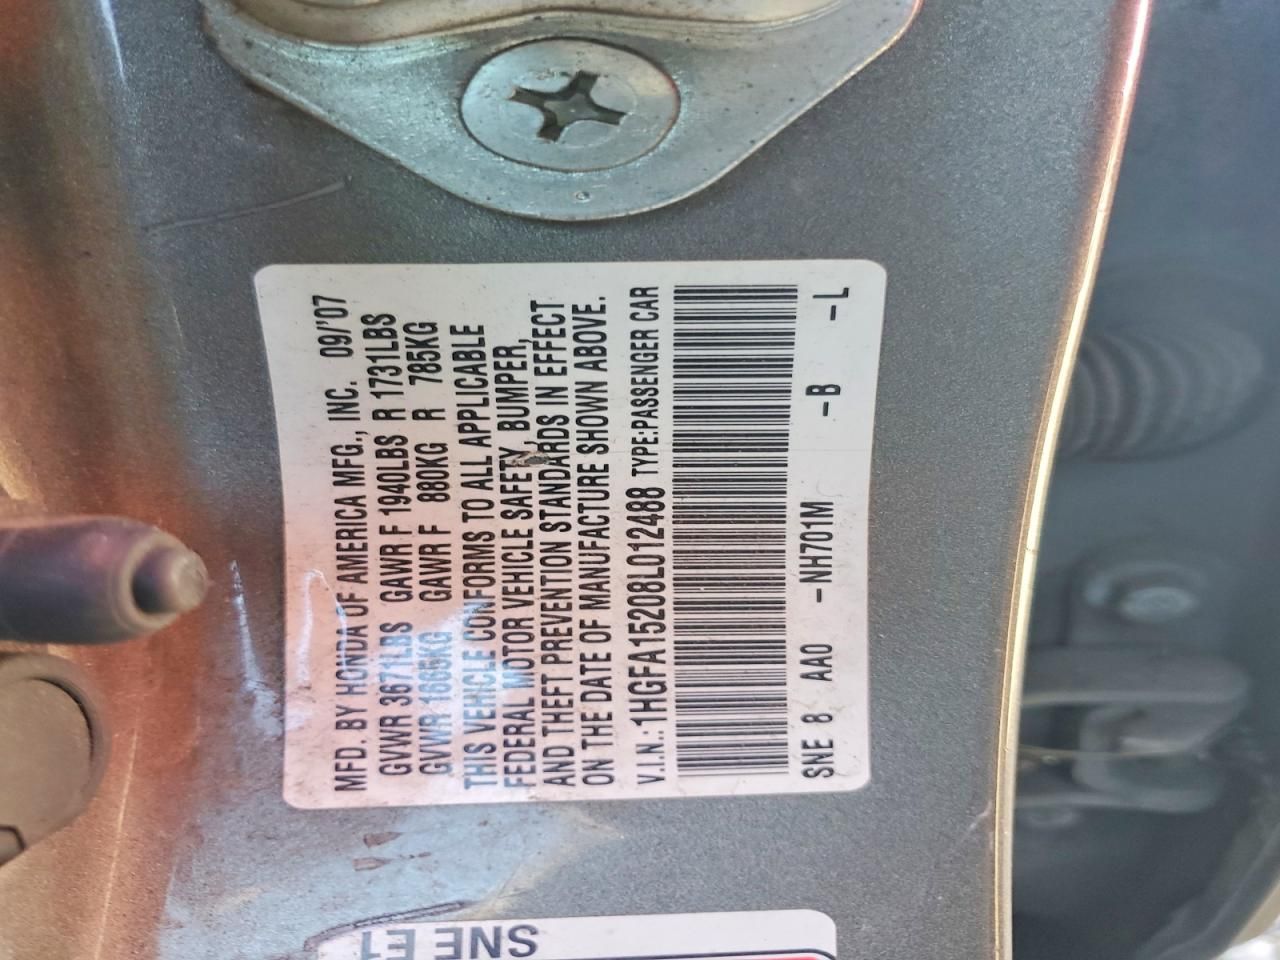 MFD. BY HONDA OF AMERICA MFG., INC. 09/'07
GVWR 3671LBS GAWR F 1940LBS R 1731LBS
GVWR 1665KG GAWR F 880KG R 785KG
THIS VEHICLE CONFORMS TO ALL APPLICABLE
FEDERAL MOTOR VEHICLE SAFETY, BUMPER,
AND THEFT PREVENTION STANDARDS IN EFFECT
ON THE DATE OF MANUFACTURE SHOWN ABOVE.
V.I.N.: 1HGFA15208L012488 TYPE:PASSENGER CAR
SNE 8 AA0 -NH701M -B -L
SNE E1